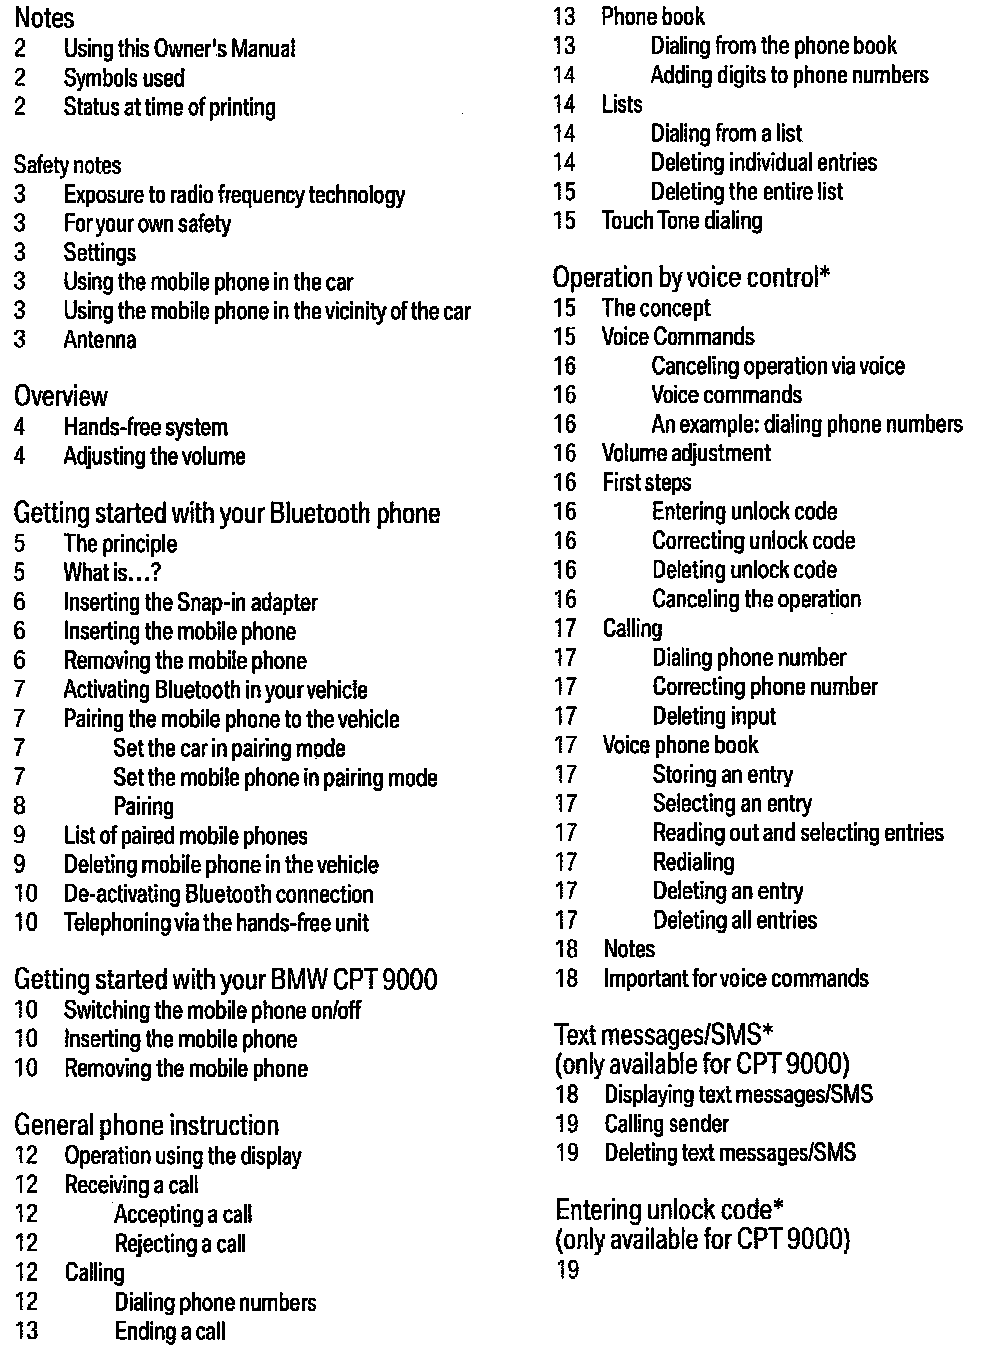 Notes
2 Using this Owner's Manual
2 Symbols used
2 Status at time of printing
Safety notes
3 Exposure to radio frequency technology
3 For your own safety
3 Settings
3 Using the mobile phone in the car
3 Using the mobile phone in the vicinity of the car
3 Antenna
Overview
4 Hands-free system
4 Adjusting the volume
Getting started with your Bluetooth phone
5 The principle
5 What is...?
6 Inserting the Snap-in adapter
6 Inserting the mobile phone
6 Removing the mobile phone
7 Activating Bluetooth in your vehicle
7 Pairing the mobile phone to the vehicle
7 Set the car in pairing mode
7 Set the mobile phone in pairing mode
8 Pairing
9 List of paired mobile phones
9 Deleting mobile phone in the vehicle
10 De-activating Bluetooth connection
10 Telephoning via the hands-free unit
Getting started with your BMW CPT 9000
10 Switching the mobile phone on/off
10 Inserting the mobile phone
10 Removing the mobile phone
General phone instruction
12 Operation using the display
12 Receiving a call
12 Accepting a call
12 Rejecting a call
12 Calling
12 Dialing phone numbers
13 Ending a call
13 Phone book
13 Dialing from the phone book
14 Adding digits to phone numbers
14 Lists
14 Dialing from a list
14 Deleting individual entries
15 Deleting the entire list
15 Touch Tone dialing
Operation by voice control*
15 The concept
15 Voice Commands
16 Canceling operation via voice
16 Voice commands
16 An example: dialing phone numbers
16 Volume adjustment
16 First steps
16 Entering unlock code
16 Correcting unlock code
16 Deleting unlock code
16 Canceling the operation
17 Calling
17 Dialing phone number
17 Correcting phone number
17 Deleting input
17 Voice phone book
17 Storing an entry
17 Selecting an entry
17 Reading out and selecting entries
17 Redialing
17 Deleting an entry
17 Deleting all entries
18 Notes
18 Important for voice commands
Text messages/SMS*
(only available for CPT 9000)
18 Displaying text messages/SMS
19 Calling sender
19 Deleting text messages/SMS
Entering unlock code*
(only available for CPT 9000)
19